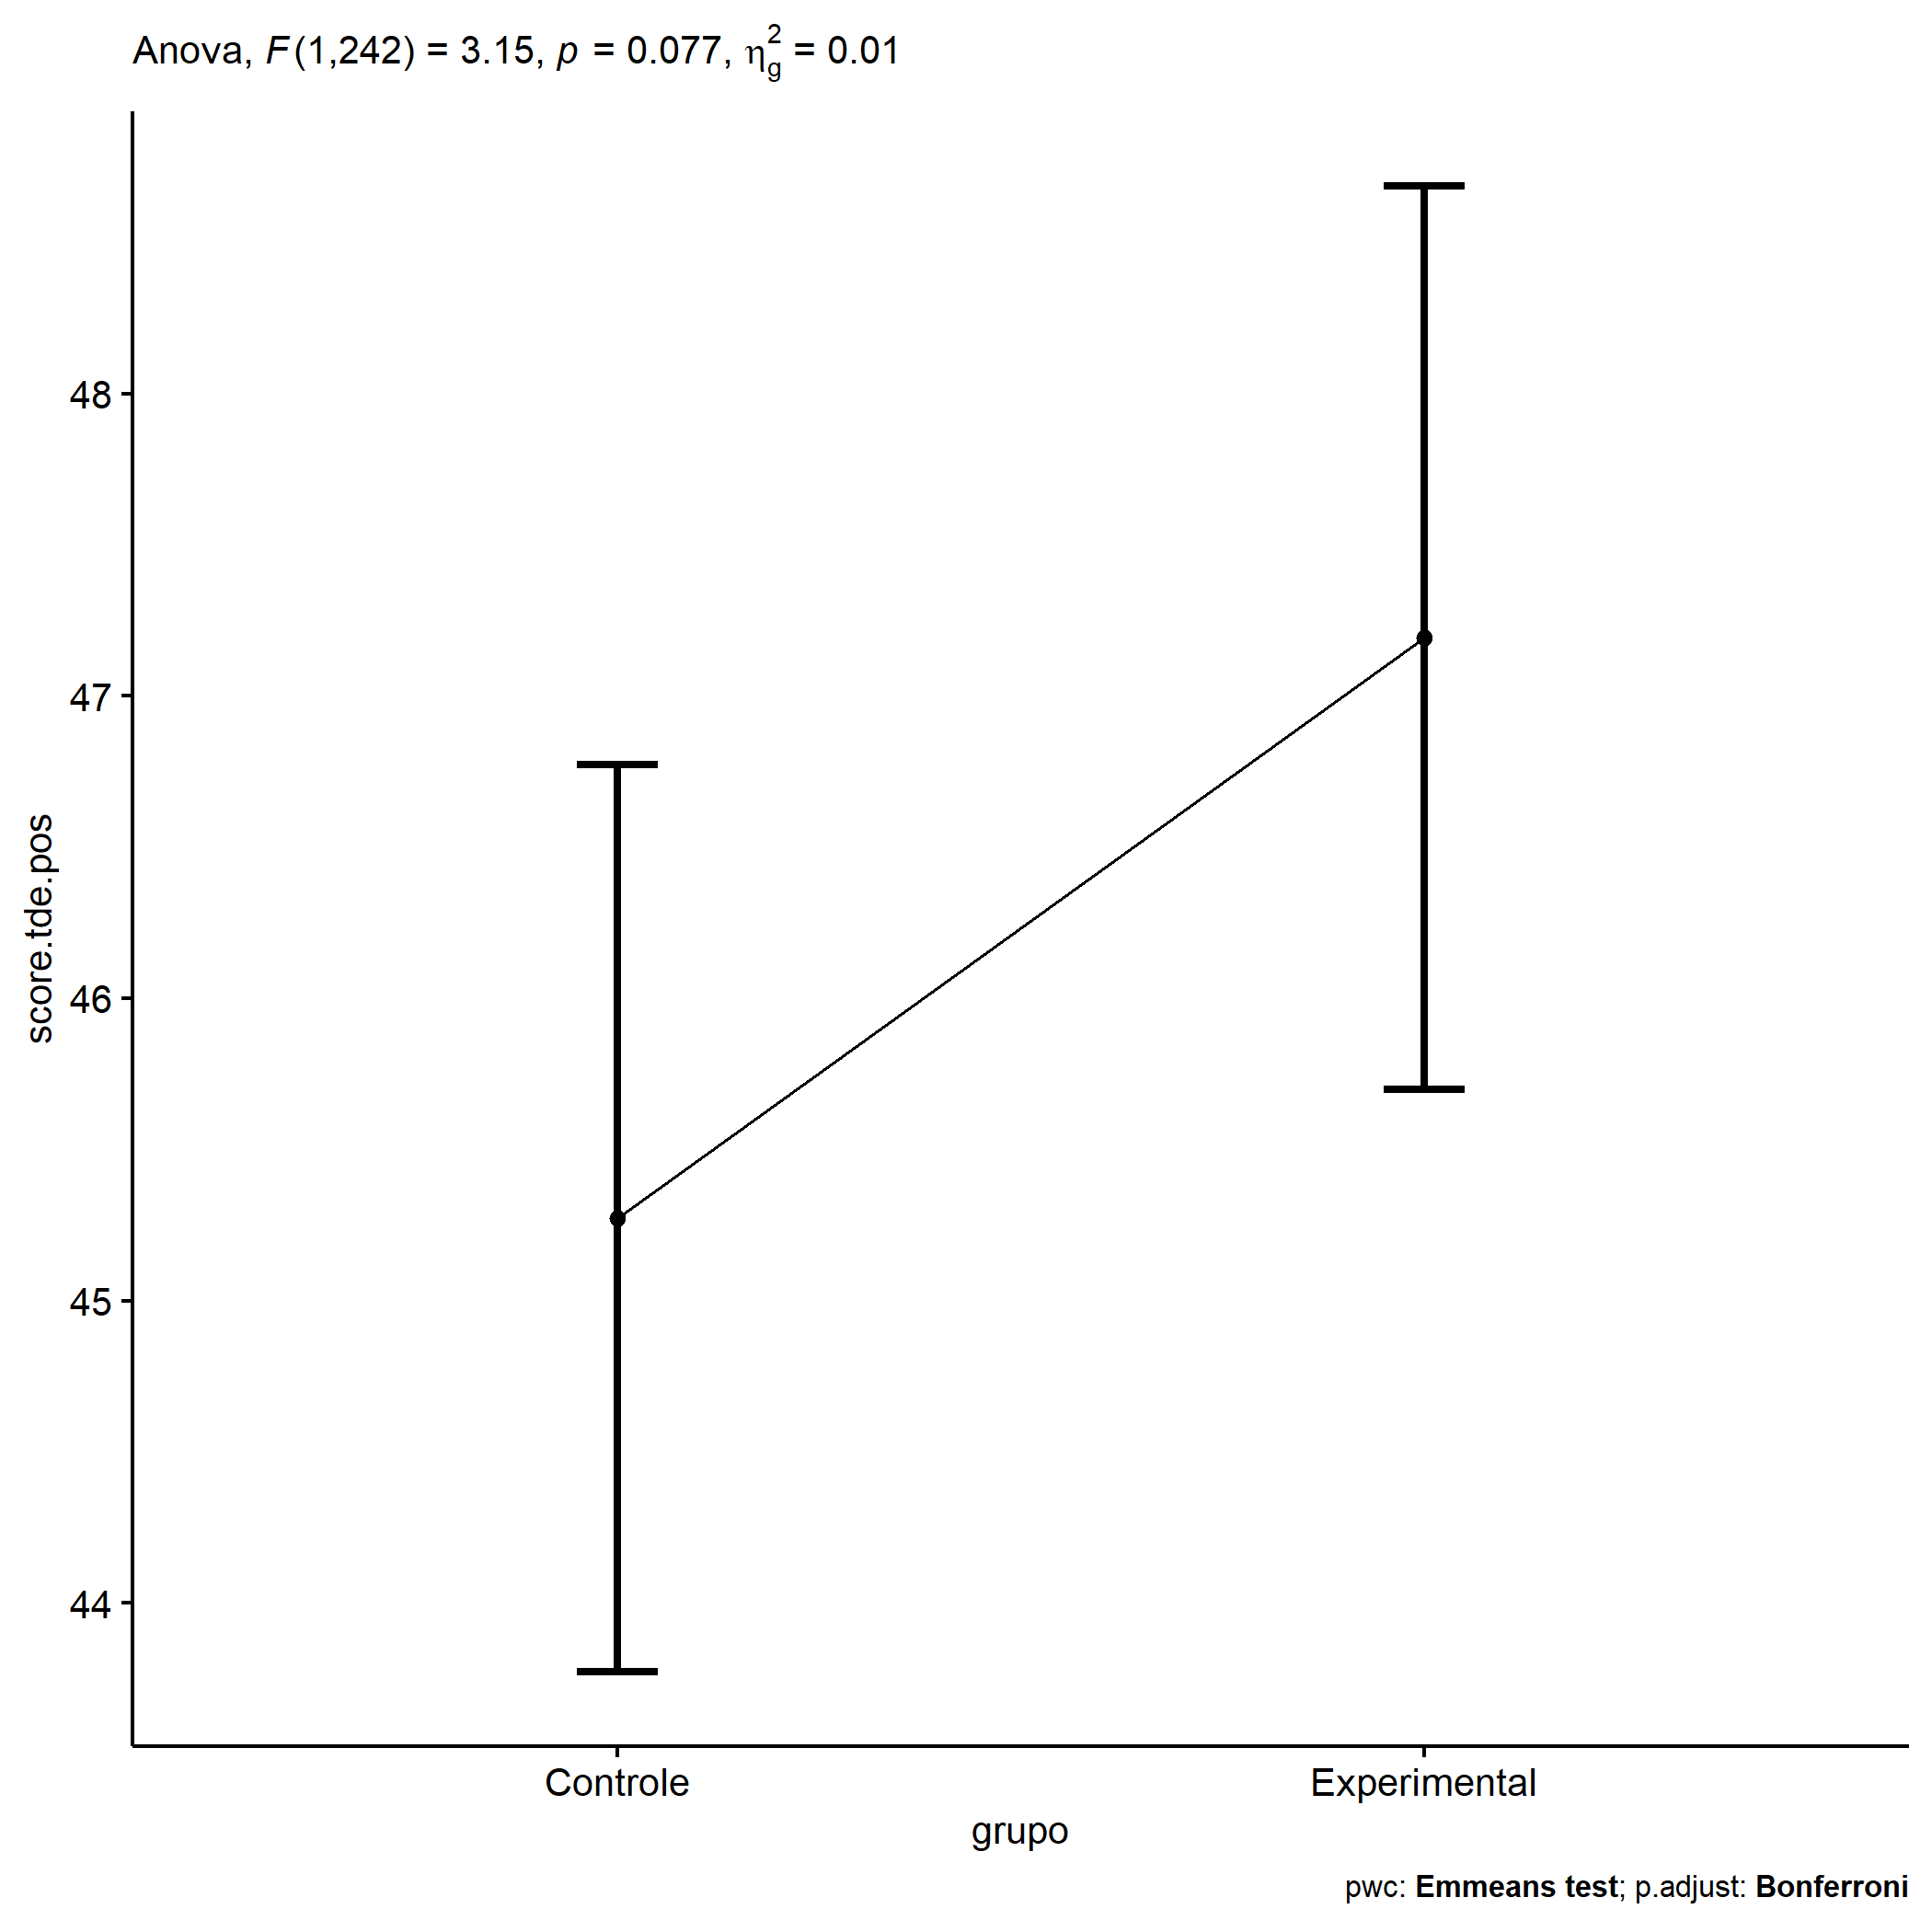 Anova, F(1,242) = 3.15, p = 0.077, η²g = 0.01
score.tde.pos
48
47
46
45
44
Controle
Experimental
grupo
pwc: Emmeans test; p.adjust: Bonferroni